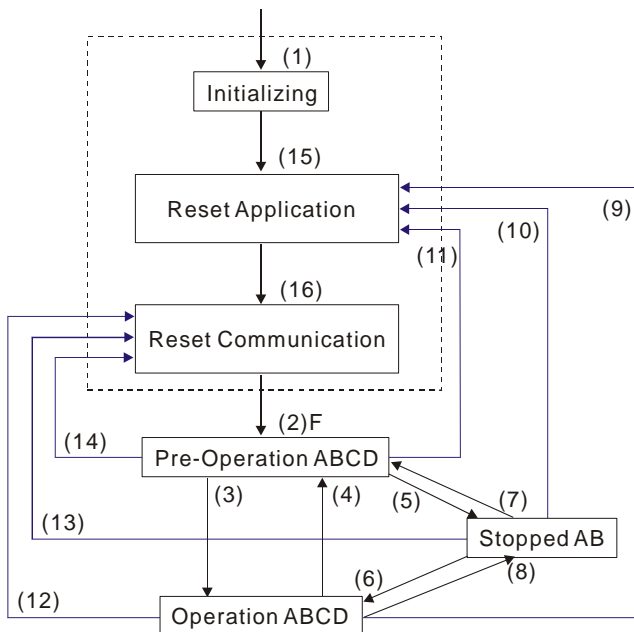 (1)
Initializing
(15)
Reset Application
(9)
(10)
(11)
(16)
Reset Communication
(2)F
(14)
Pre-Operation ABCD
(3)
(4)
(5)
(7)
(13)
Stopped AB
(6)
(8)
(12)
Operation ABCD